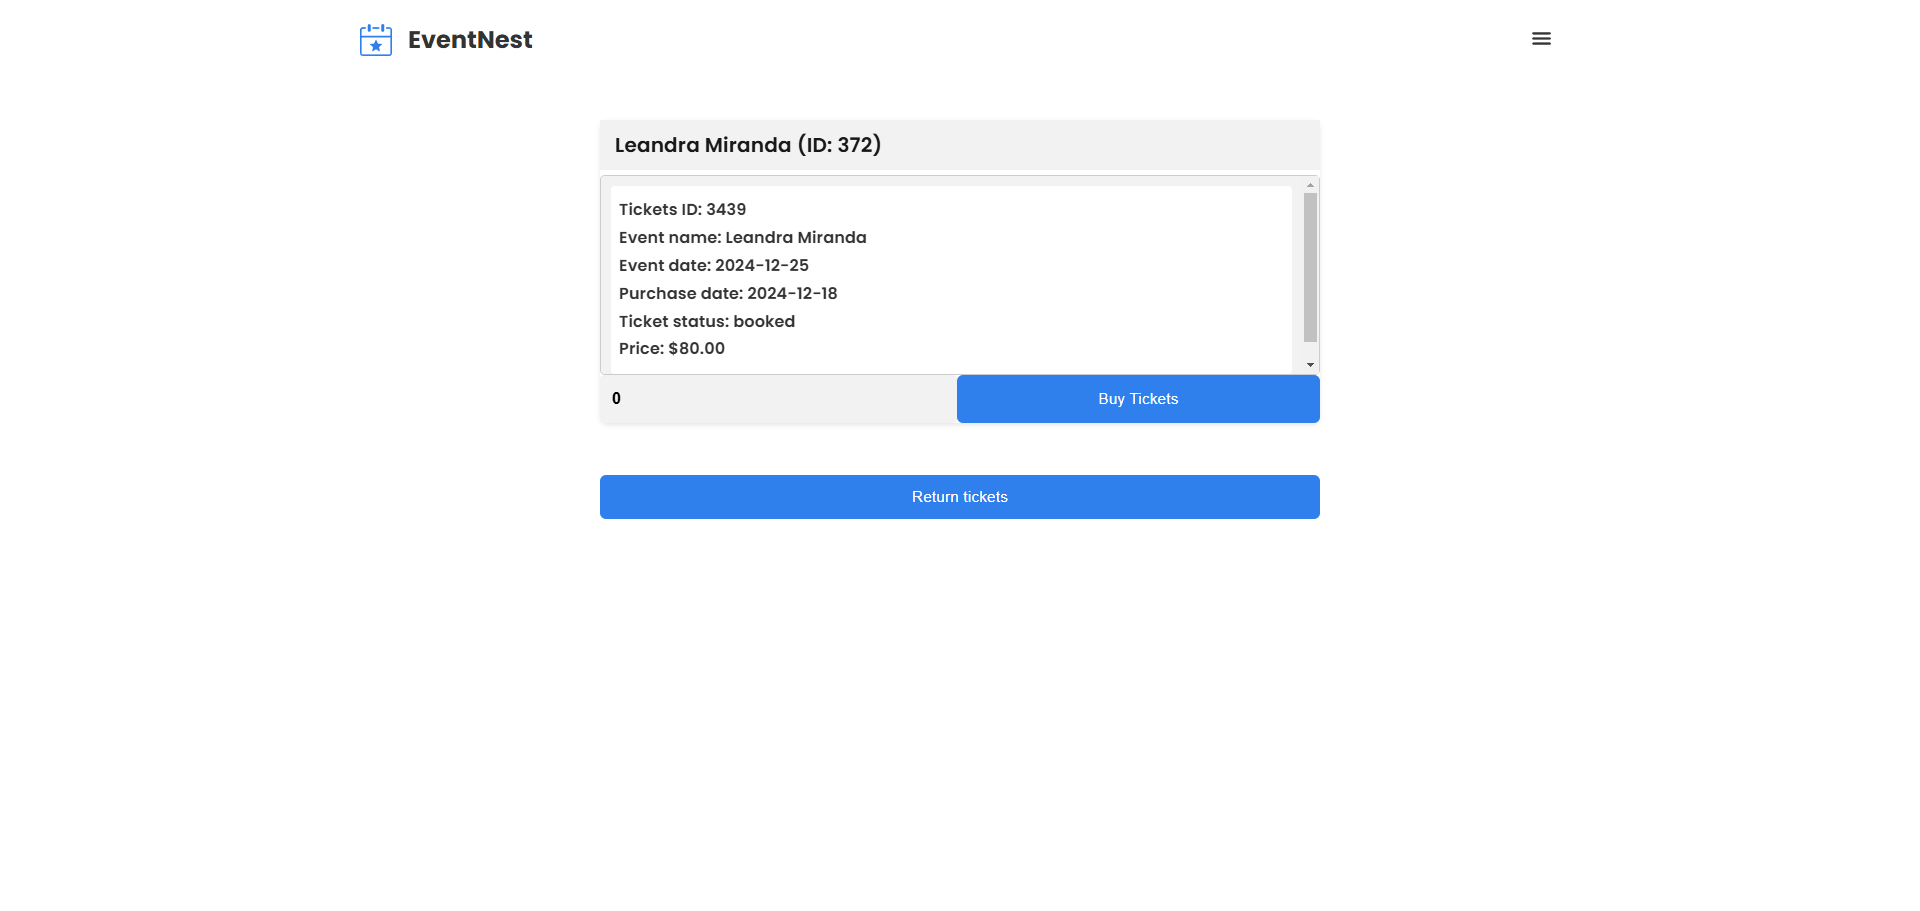 EventNest
Leandra Miranda (ID: 372)
Tickets ID: 3439
Event name: Leandra Miranda
Event date: 2024-12-25
Purchase date: 2024-12-18
Ticket status: booked
Price: $80.00
0
Buy Tickets
Return tickets